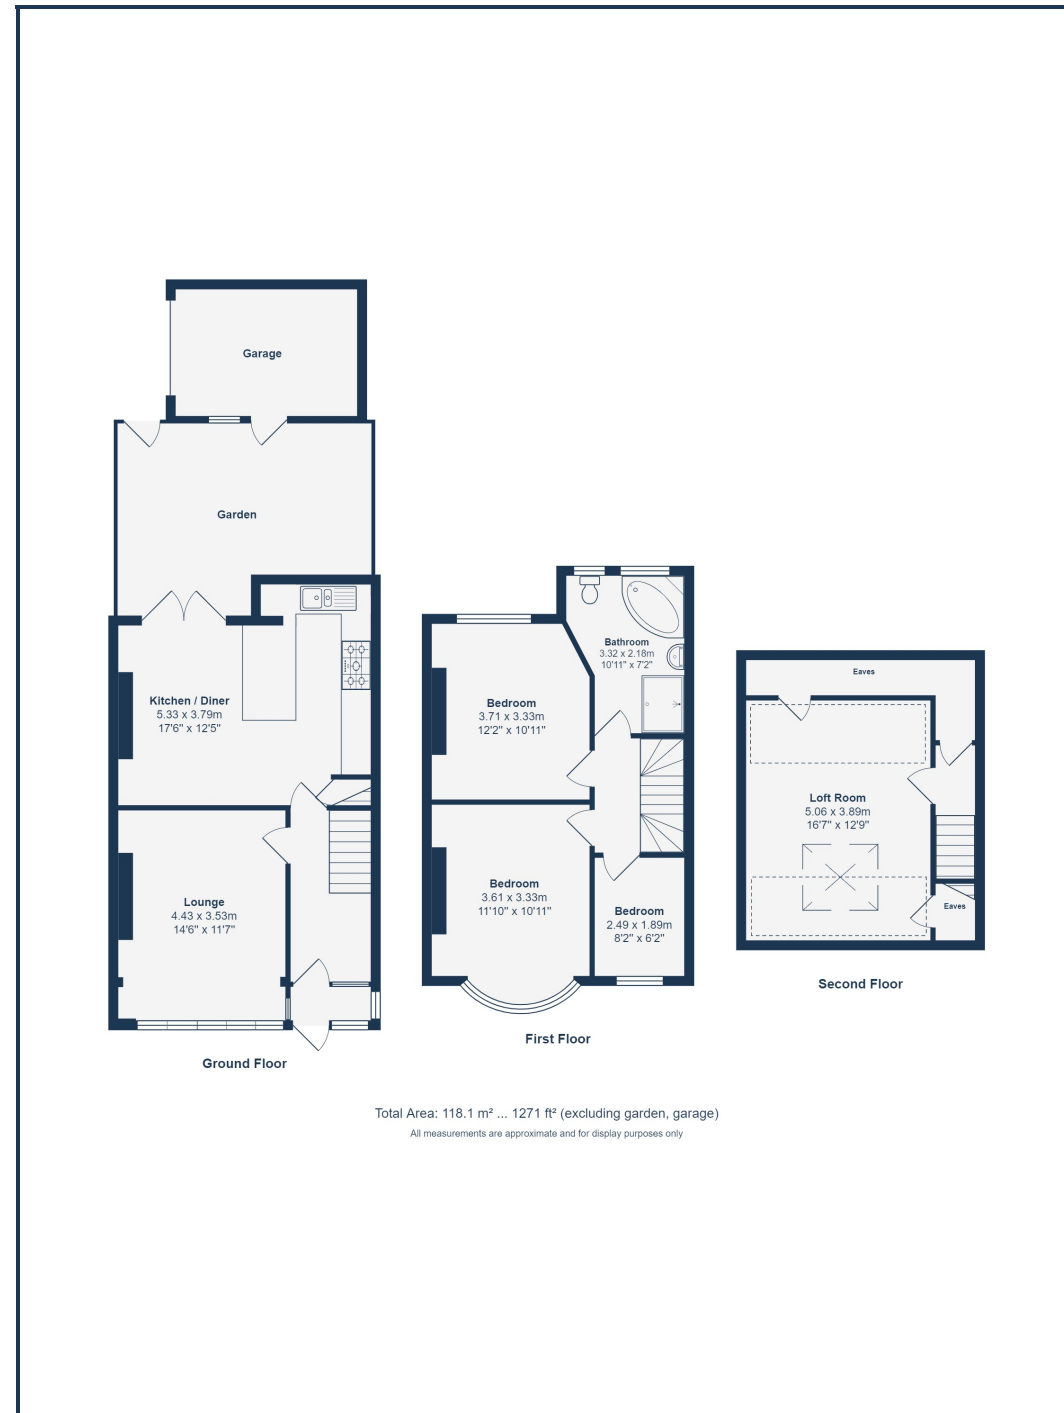 Garage
Garden
Kitchen / Diner
5.33 x 3.79m
17'6" x 12'5"
Lounge
4.43 x 3.53m
14'6" x 11'7"
Ground Floor
Bathroom
3.32 x 2.18m
10'11" x 7'2"
Bedroom
3.71 x 3.33m
12'2" x 10'11"
Bedroom
3.61 x 3.33m
11'10" x 10'11"
Bedroom
2.49 x 1.89m
8'2" x 6'2"
First Floor
Eaves
Loft Room
5.06 x 3.89m
16'7" x 12'9"
Eaves
Second Floor
Total Area: 118.1 m² ... 1271 ft² (excluding garden, garage)
All measurements are approximate and for display purposes only